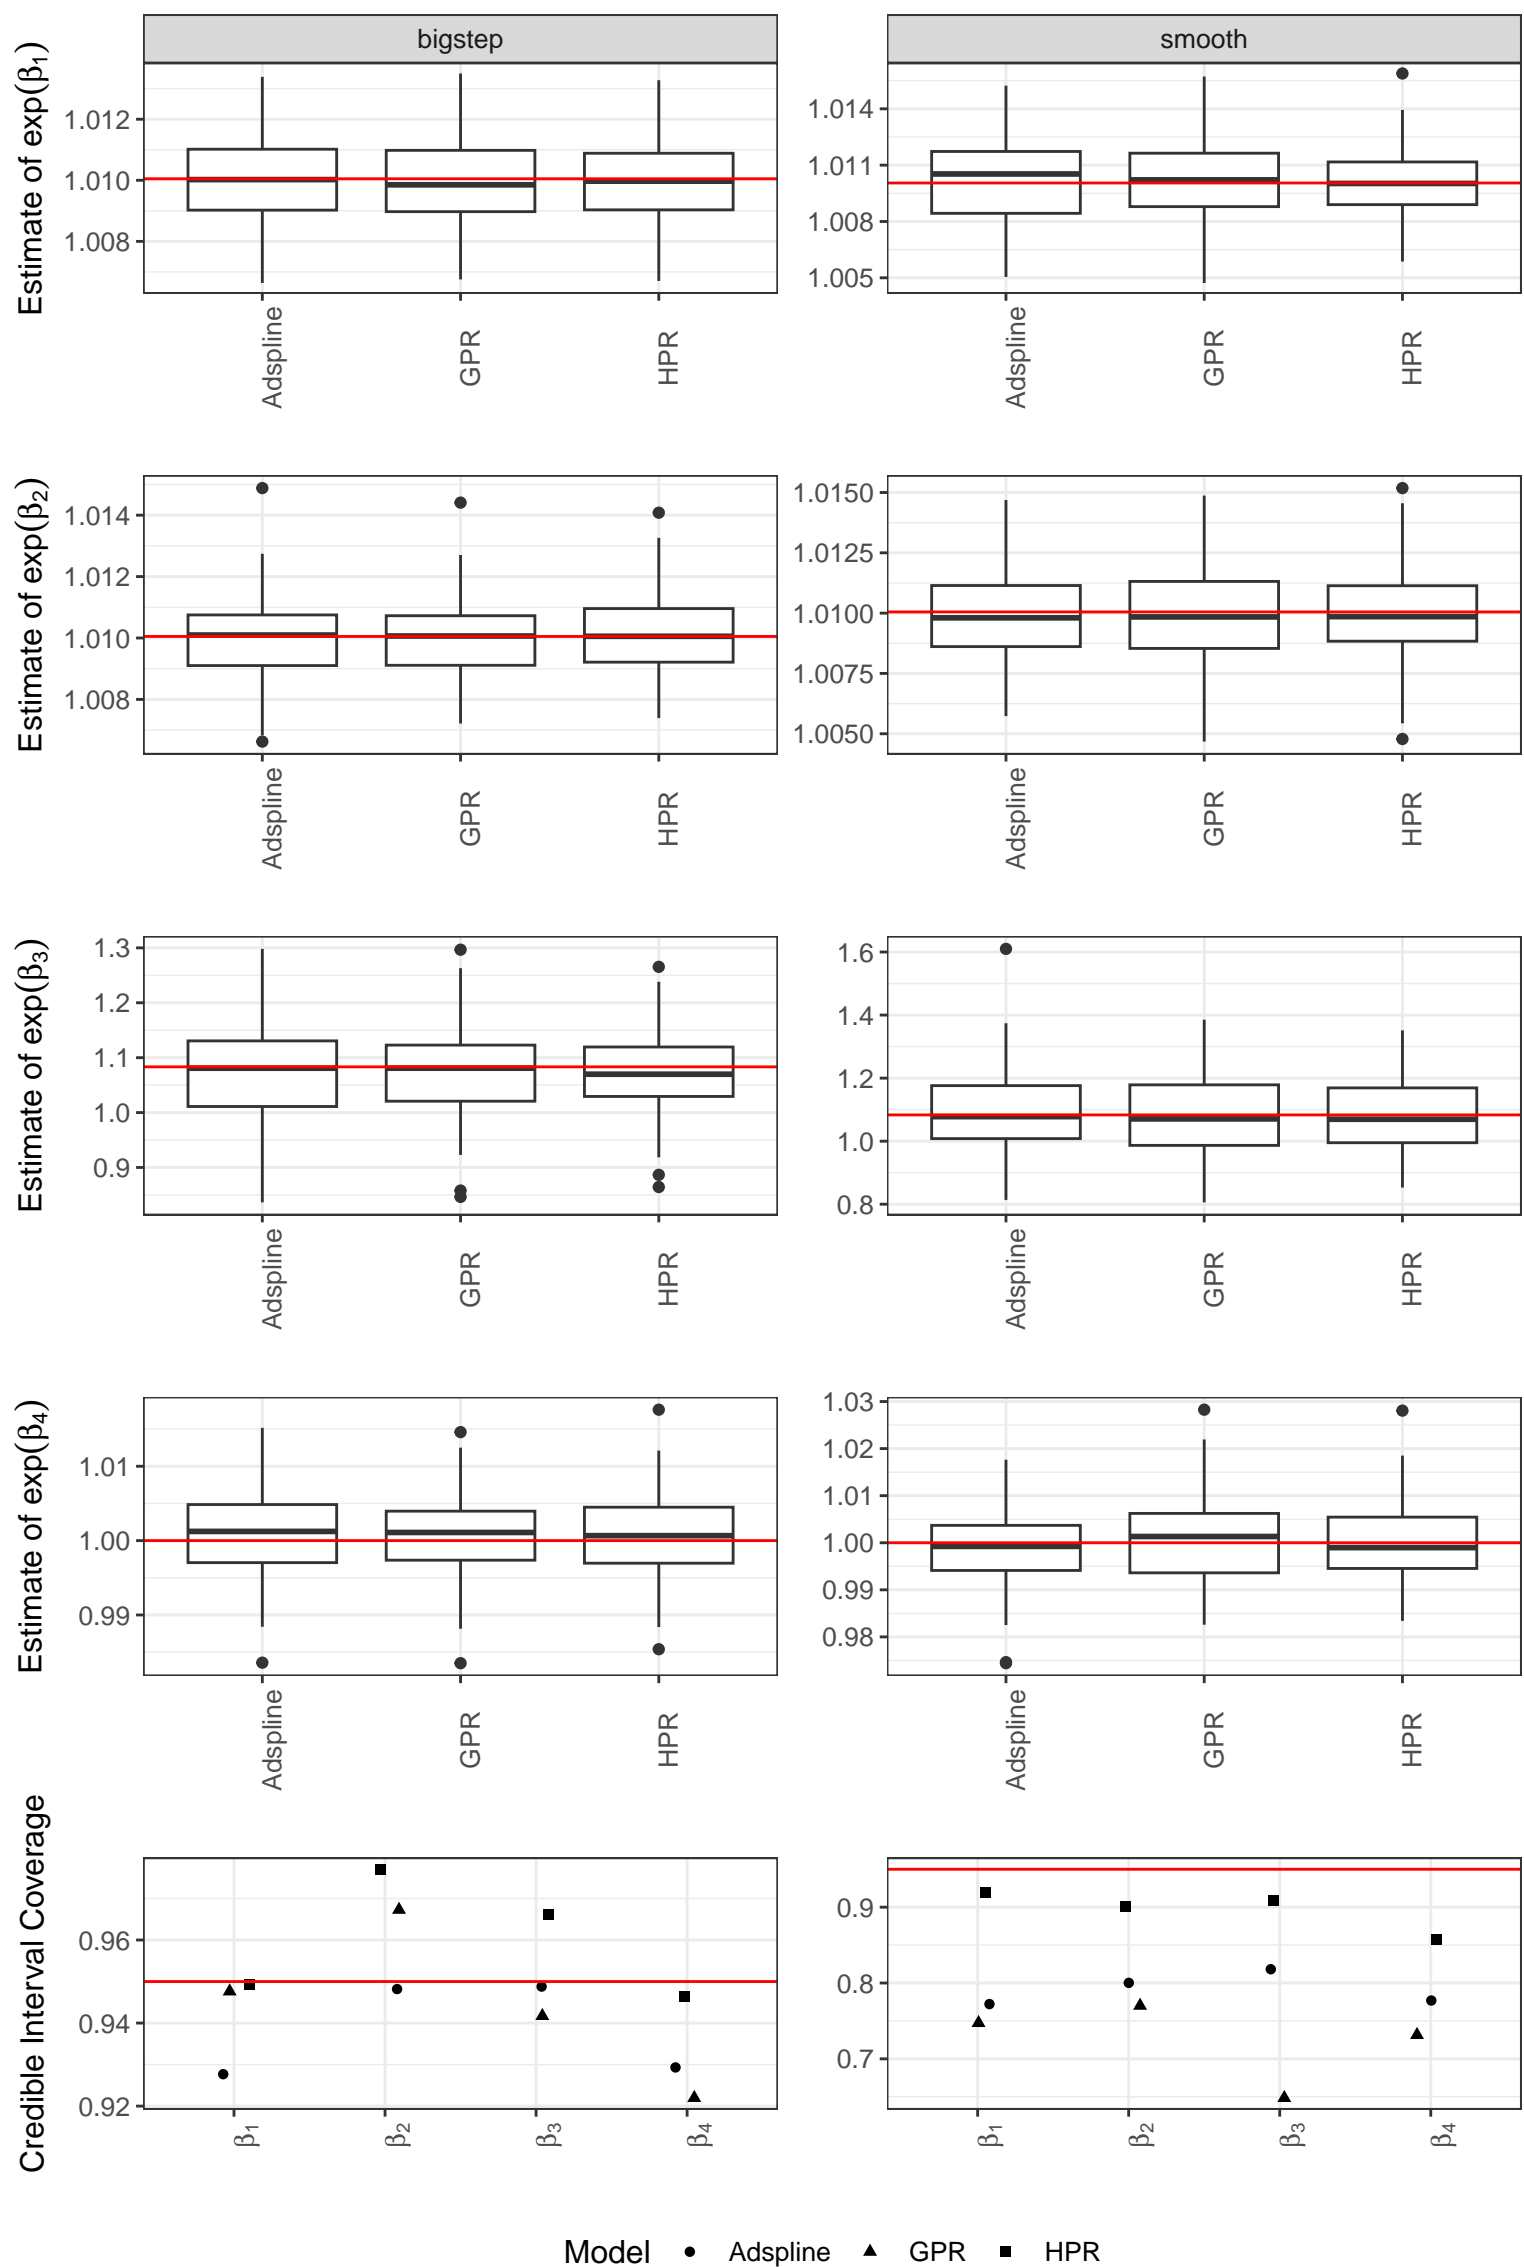 bigstep
smooth
Estimate of exp(β₁)
1.012
1.010
1.008
1.014
1.011
1.008
1.005
Adspline
GPR
HPR
Adspline
GPR
HPR
Estimate of exp(β₂)
1.014
1.012
1.010
1.008
1.0150
1.0125
1.0100
1.0075
1.0050
Adspline
GPR
HPR
Adspline
GPR
HPR
Estimate of exp(β₃)
1.3
1.2
1.1
1.0
0.9
1.6
1.4
1.2
1.0
0.8
Adspline
GPR
HPR
Adspline
GPR
HPR
Estimate of exp(β₄)
1.01
1.00
0.99
1.03
1.02
1.01
1.00
0.99
0.98
Adspline
GPR
HPR
Adspline
GPR
HPR
Credible Interval Coverage
0.96
0.94
0.92
0.9
0.8
0.7
β₁
β₂
β₃
β₄
β₁
β₂
β₃
β₄
Model Adspline GPR HPR